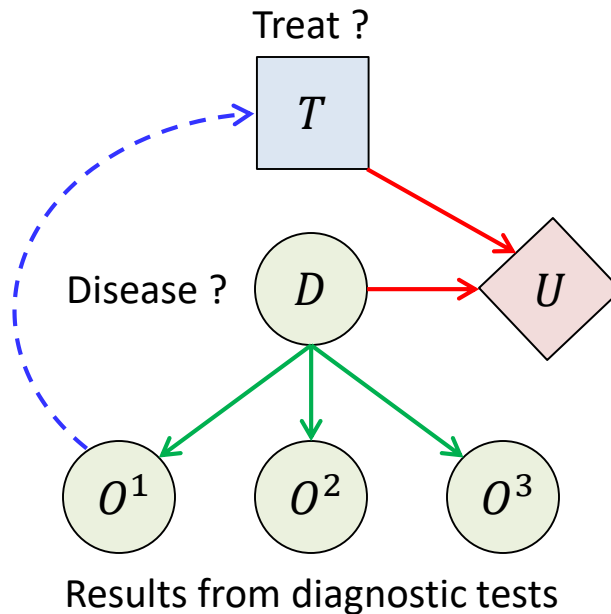 Treat ?
T
Disease ?
D
U
O¹
O²
O³
Results from diagnostic tests